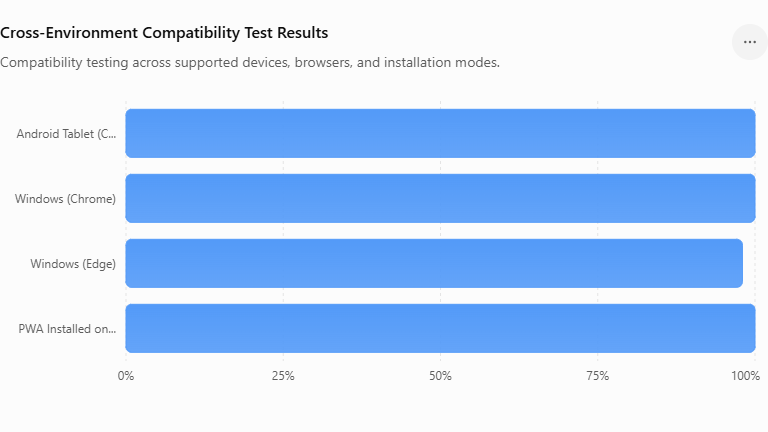 Cross-Environment Compatibility Test Results
Compatibility testing across supported devices, browsers, and installation modes.
Android Tablet (C...
Windows (Chrome)
Windows (Edge)
PWA Installed on...
0% 25% 50% 75% 100%